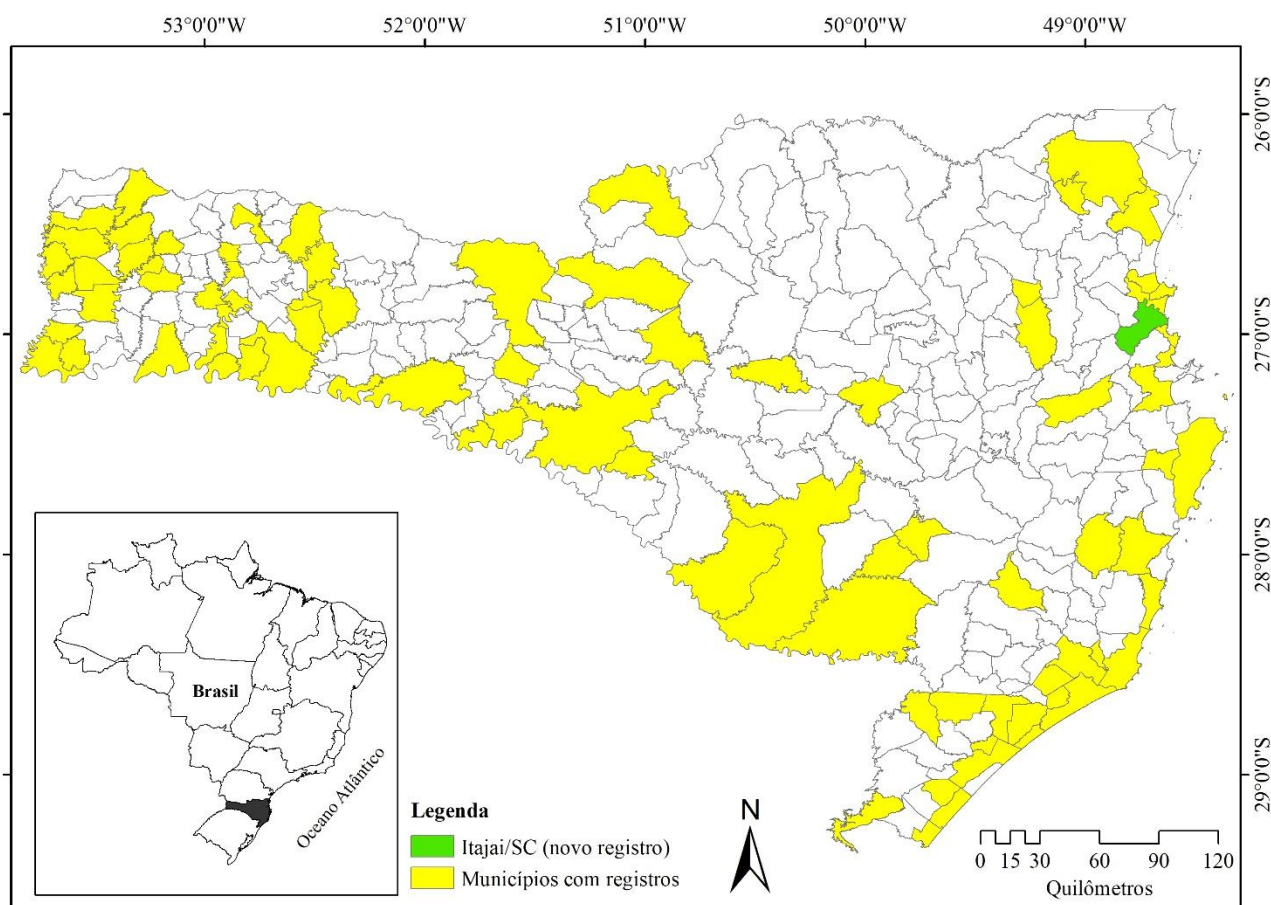 53°0'0"W 52°0'0"W 51°0'0"W 50°0'0"W 49°0'0"W
26°0'0"S
27°0'0"S
28°0'0"S
29°0'0"S
Brasil
Oceano Atlântico
Legenda
Itajai/SC (novo registro)
Municípios com registros
N
0 15 30 60 90 120
Quilômetros